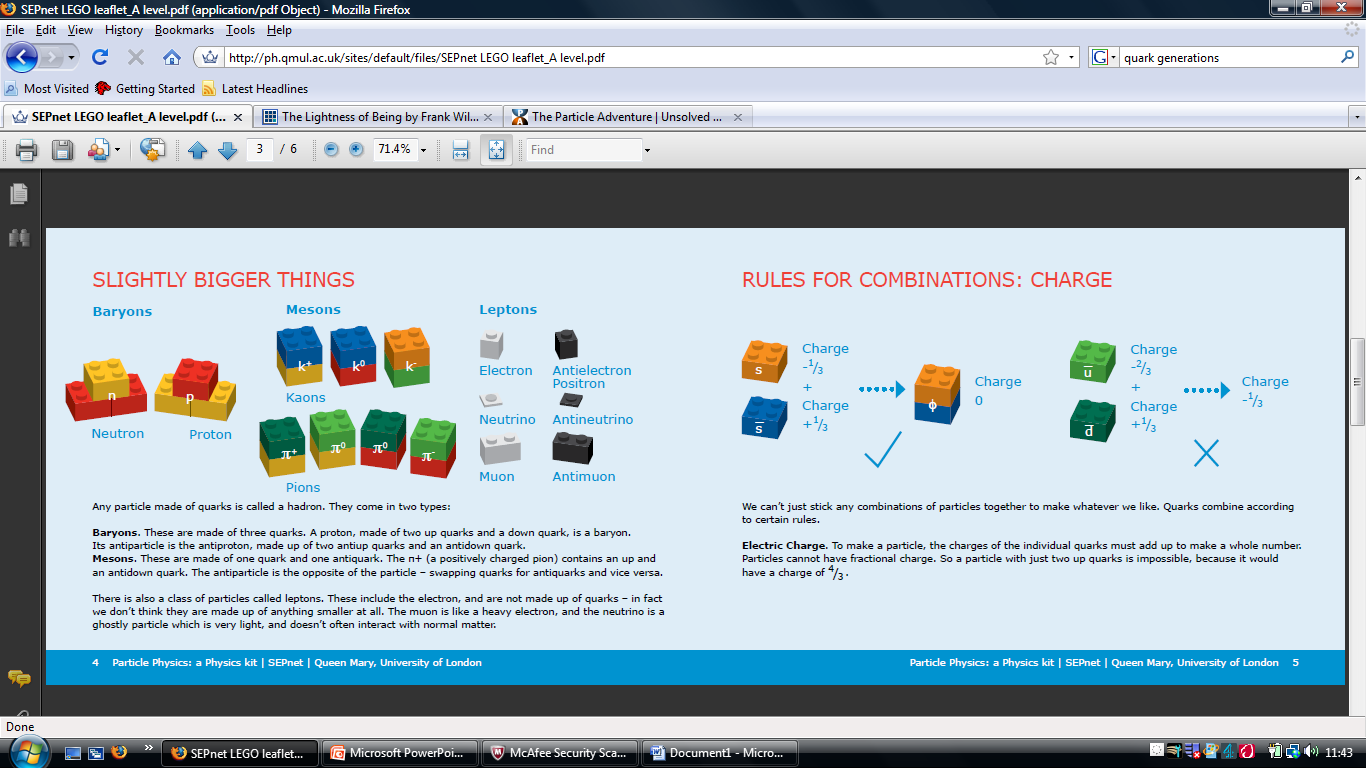 SEPnet LEGO leaflet_A level.pdf (application/pdf Object) - Mozilla Firefox
File Edit View History Bookmarks Tools Help
http://ph.qmul.ac.uk/sites/default/files/SEPnet LEGO leaflet_A level.pdf
G
quark generations
Most Visited Getting Started Latest Headlines
SEPnet LEGO leaflet_A level.pdf (... The Lightness of Being by Frank Wil... The Particle Adventure | Unsolved ...
3 / 6 71.4% Find
SLIGHTLY BIGGER THINGS
Baryons
Mesons
Leptons
n
p
Neutron
Proton
k+
k0
k-
Kaons
π+
π0
π0
π-
Pions
Electron
Antielectron
Positron
Neutrino
Antineutrino
Muon
Antimuon
Any particle made of quarks is called a hadron. They come in two types:
Baryons. These are made of three quarks. A proton, made of two up quarks and a down quark, is a baryon.
Its antiparticle is the antiproton, made up of two antiup quarks and an antidown quark.
Mesons. These are made of one quark and one antiquark. The n+ (a positively charged pion) contains an up and
an antidown quark. The antiparticle is the opposite of the particle – swapping quarks for antiquarks and vice versa.
There is also a class of particles called leptons. These include the electron, and are not made up of quarks – in fact
we don't think they are made up of anything smaller at all. The muon is like a heavy electron, and the neutrino is a
ghostly particle which is very light, and doesn't often interact with normal matter.
4 Particle Physics: a Physics kit | SEPnet | Queen Mary, University of London
RULES FOR COMBINATIONS: CHARGE
s
Charge
-1/3
+
s̅
Charge
+1/3
ϕ
Charge
0
u̅
Charge
-2/3
+
d̅
Charge
+1/3
Charge
-1/3
We can't just stick any combinations of particles together to make whatever we like. Quarks combine according
to certain rules.
Electric Charge. To make a particle, the charges of the individual quarks must add up to make a whole number.
Particles cannot have fractional charge. So a particle with just two up quarks is impossible, because it would
have a charge of 4/3.
Particle Physics: a Physics kit | SEPnet | Queen Mary, University of London 5
Done
SEPnet LEGO leaflet... Microsoft PowerPoi... McAfee Security Sca... Document1 - Micro... 11:43